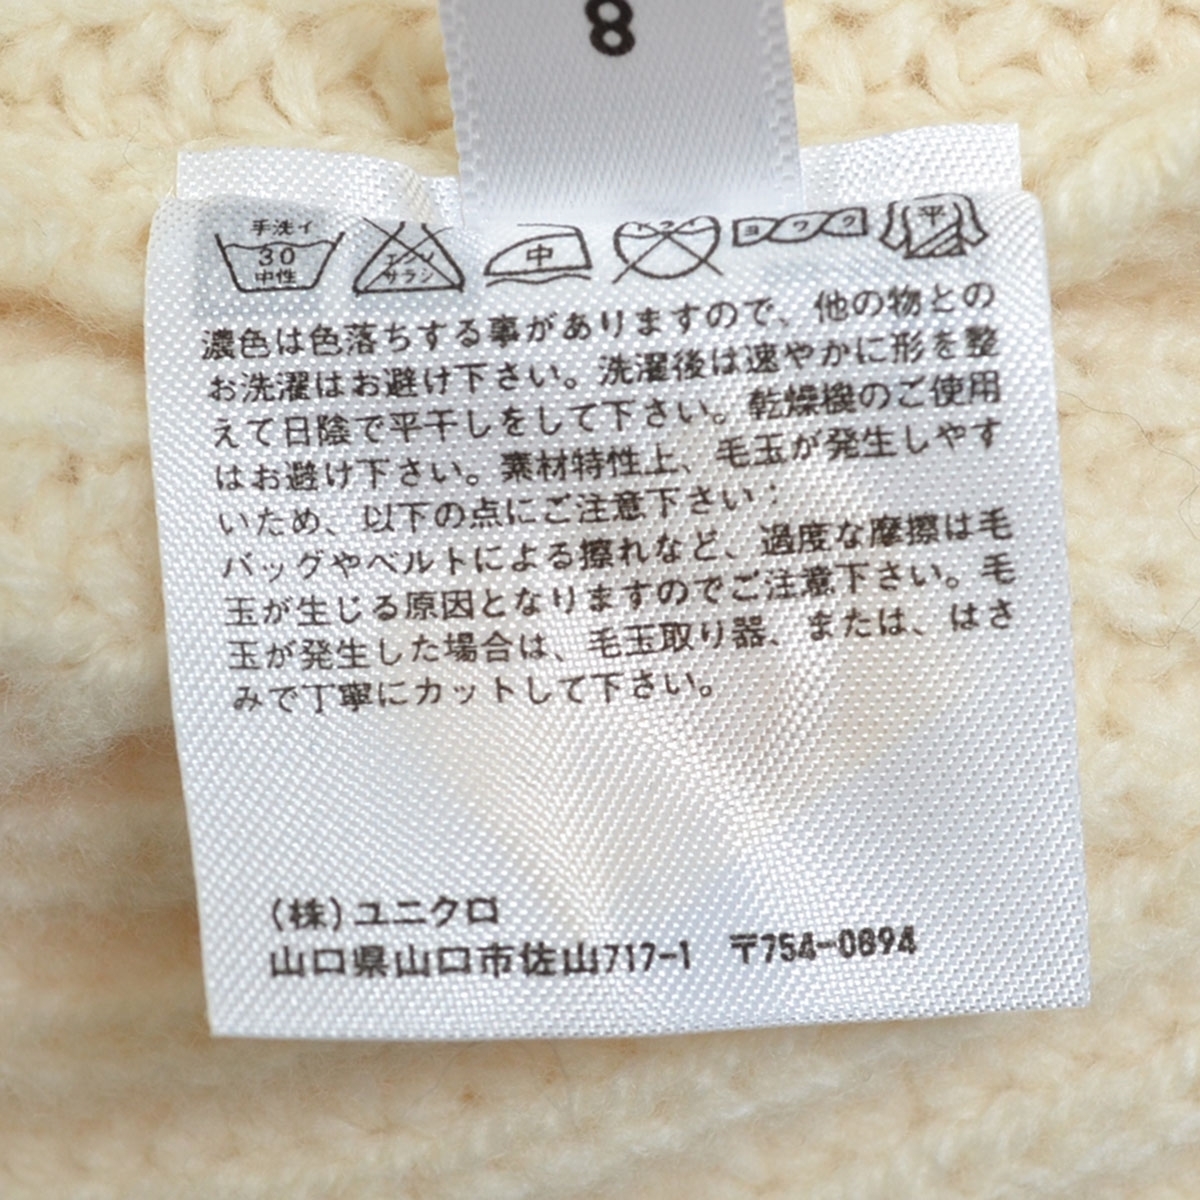 8
手洗イ
30
中性
エンソ
サラシ
中
ドライ
ヨワク
平
濃色は色落ちする事がありますので、他の物との
お洗濯はお避け下さい。洗濯後は速やかに形を整
えて日陰で平干しをして下さい。乾燥機のご使用
はお避け下さい。素材特性上、毛玉が発生しやす
いため、以下の点にご注意下さい:
バッグやベルトによる擦れなど、過度な摩擦は毛
玉が生じる原因となりますのでご注意下さい。毛
玉が発生した場合は、毛玉取り器、または、はさ
みで丁寧にカットして下さい。
(株)ユニクロ
山口県山口市佐山717-1 〒754-0894